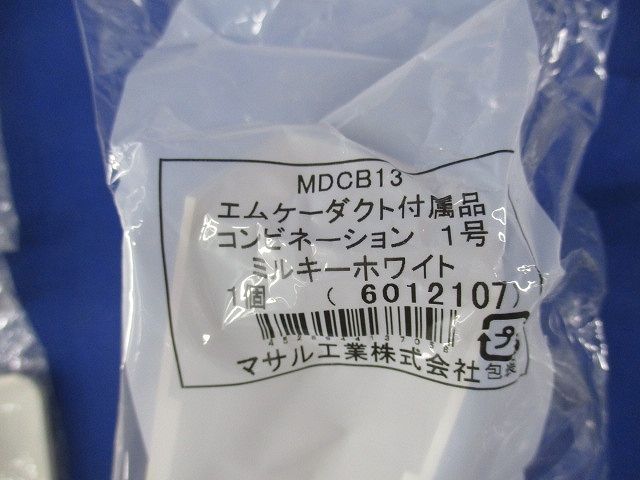 MDCB13
エムケーダクト付属品
コンビネーション 1号
ミルキーホワイト
1個 (6012107)
マサル工業株式会社
プラ